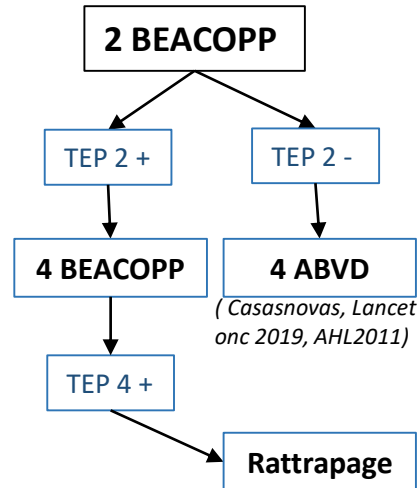 2 BEACOPP
TEP 2 +
TEP 2 -
4 BEACOPP
4 ABVD
( Casasnovas, Lancet
onc 2019, AHL2011)
TEP 4 +
Rattrapage